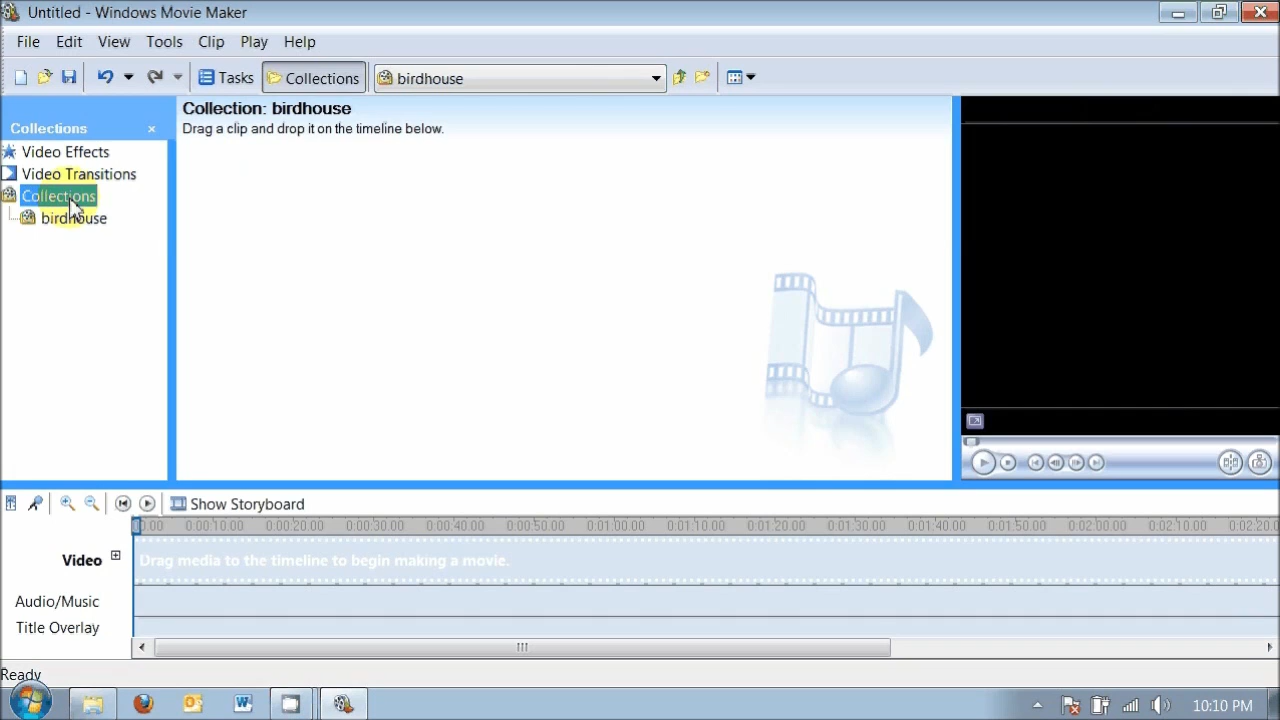 Untitled - Windows Movie Maker
File Edit View Tools Clip Play Help
Tasks Collections birdhouse
Collections ×
Video Effects
Video Transitions
Collections
birdhouse
Collection: birdhouse
Drag a clip and drop it on the timeline below.
Show Storyboard
00 0:00:10.00 0:00:20.00 0:00:30.00 0:00:40.00 0:00:50.00 0:01:00.00 0:01:10.00 0:01:20.00 0:01:30.00 0:01:40.00 0:01:50.00 0:02:00.00 0:02:10.00 0:02:20.0
Video
Drag media to the timeline to begin making a movie.
Audio/Music
Title Overlay
Ready
10:10 PM